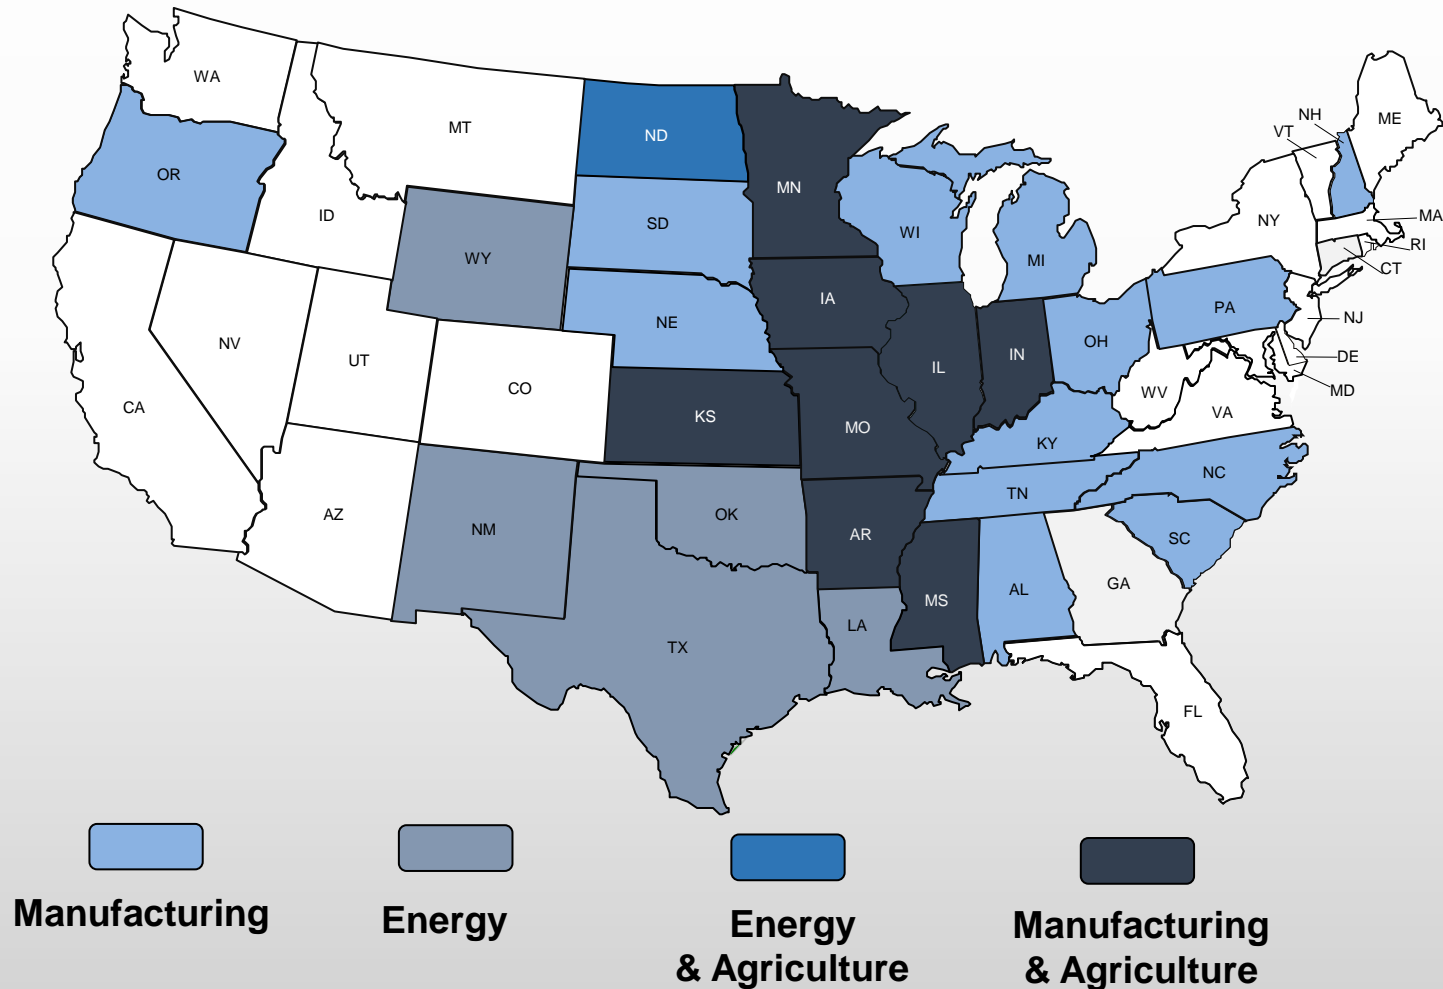 WA
MT
ND
MN
ME
NH
VT
OR
ID
SD
WI
MI
NY
MA
RI
CT
WY
IA
NE
PA
NJ
NV
UT
CO
IL
IN
OH
DE
MD
WV
VA
CA
KS
MO
KY
NC
TN
AZ
NM
OK
AR
SC
GA
AL
MS
LA
TX
FL
Manufacturing
Energy
Energy
& Agriculture
Manufacturing
& Agriculture